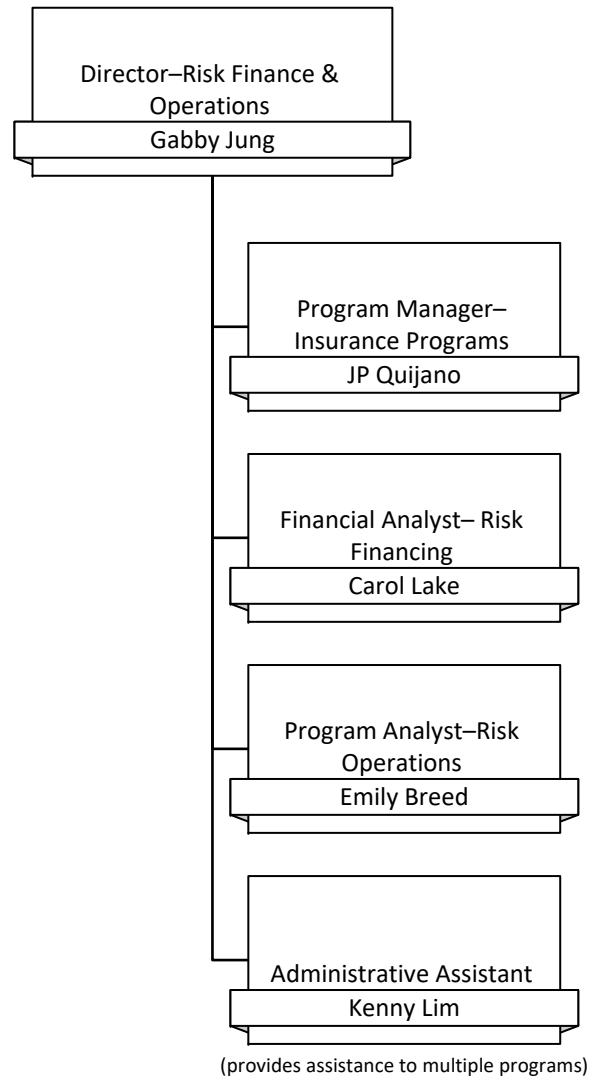 Director–Risk Finance &
Operations
Gabby Jung
Program Manager–
Insurance Programs
JP Quijano
Financial Analyst– Risk
Financing
Carol Lake
Program Analyst–Risk
Operations
Emily Breed
Administrative Assistant
Kenny Lim
(provides assistance to multiple programs)